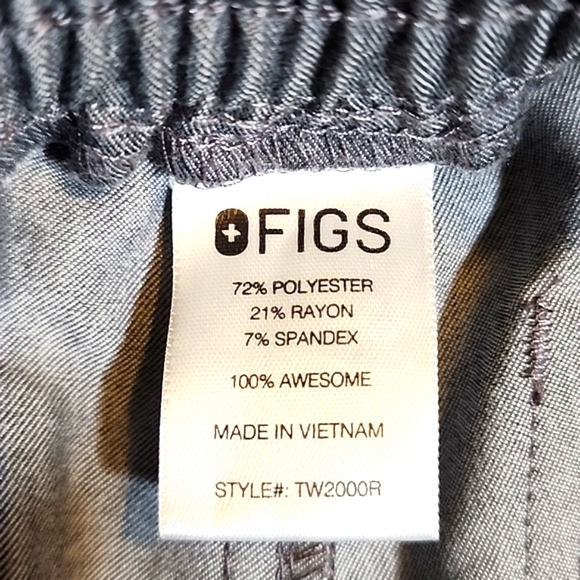 FIGS
72% POLYESTER
21% RAYON
7% SPANDEX
100% AWESOME
MADE IN VIETNAM
STYLE#: TW2000R